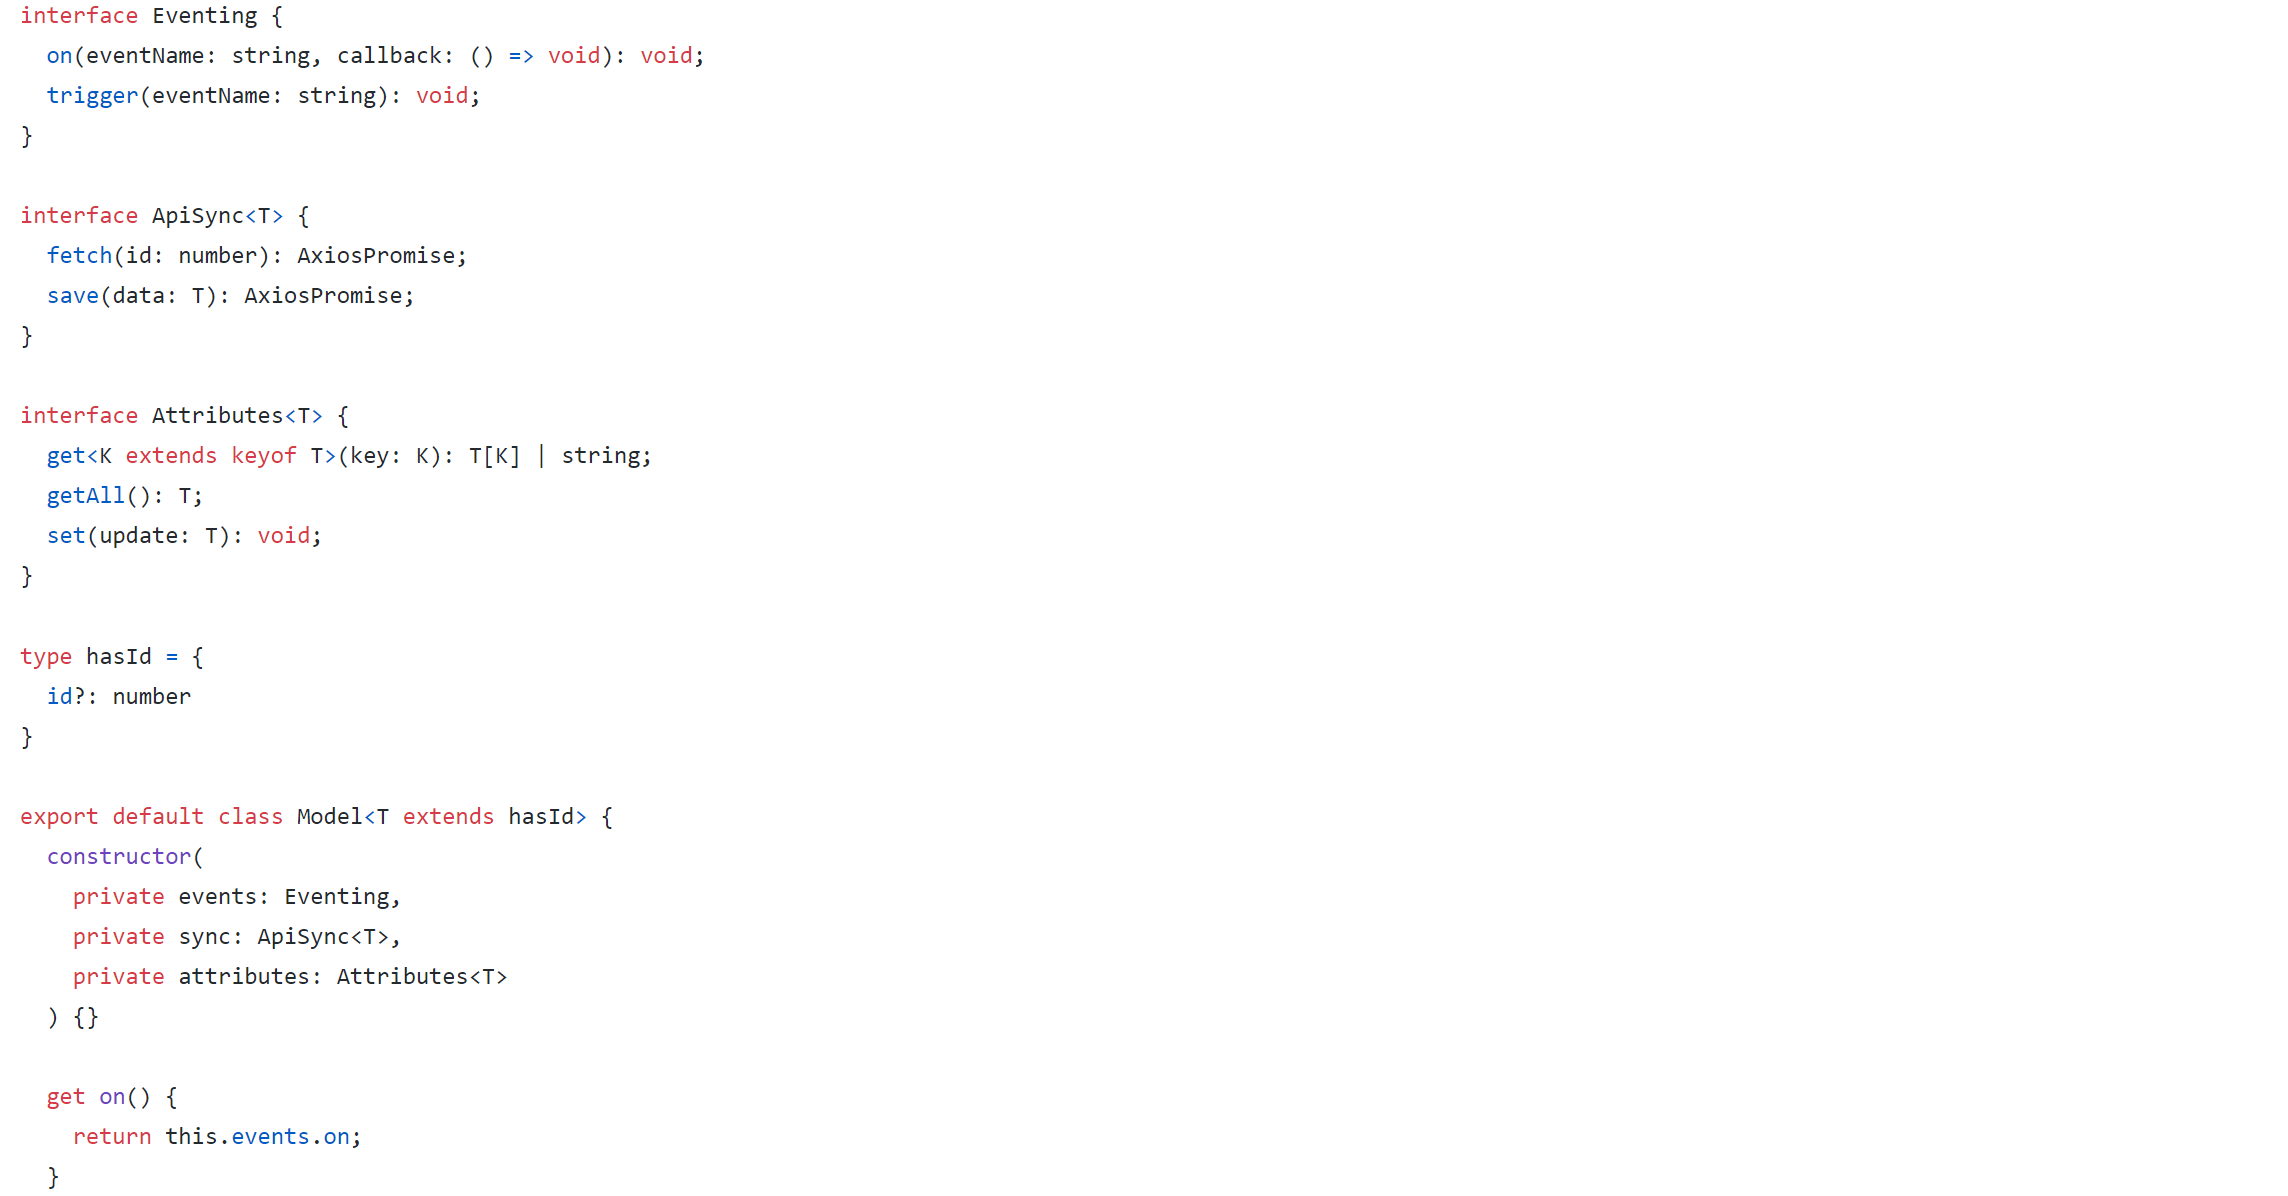 interface Eventing {
  on(eventName: string, callback: () => void): void;
  trigger(eventName: string): void;
}

interface ApiSync<T> {
  fetch(id: number): AxiosPromise;
  save(data: T): AxiosPromise;
}

interface Attributes<T> {
  get<K extends keyof T>(key: K): T[K] | string;
  getAll(): T;
  set(update: T): void;
}

type hasId = {
  id?: number
}

export default class Model<T extends hasId> {
  constructor(
    private events: Eventing,
    private sync: ApiSync<T>,
    private attributes: Attributes<T>
  ) {}

  get on() {
    return this.events.on;
  }